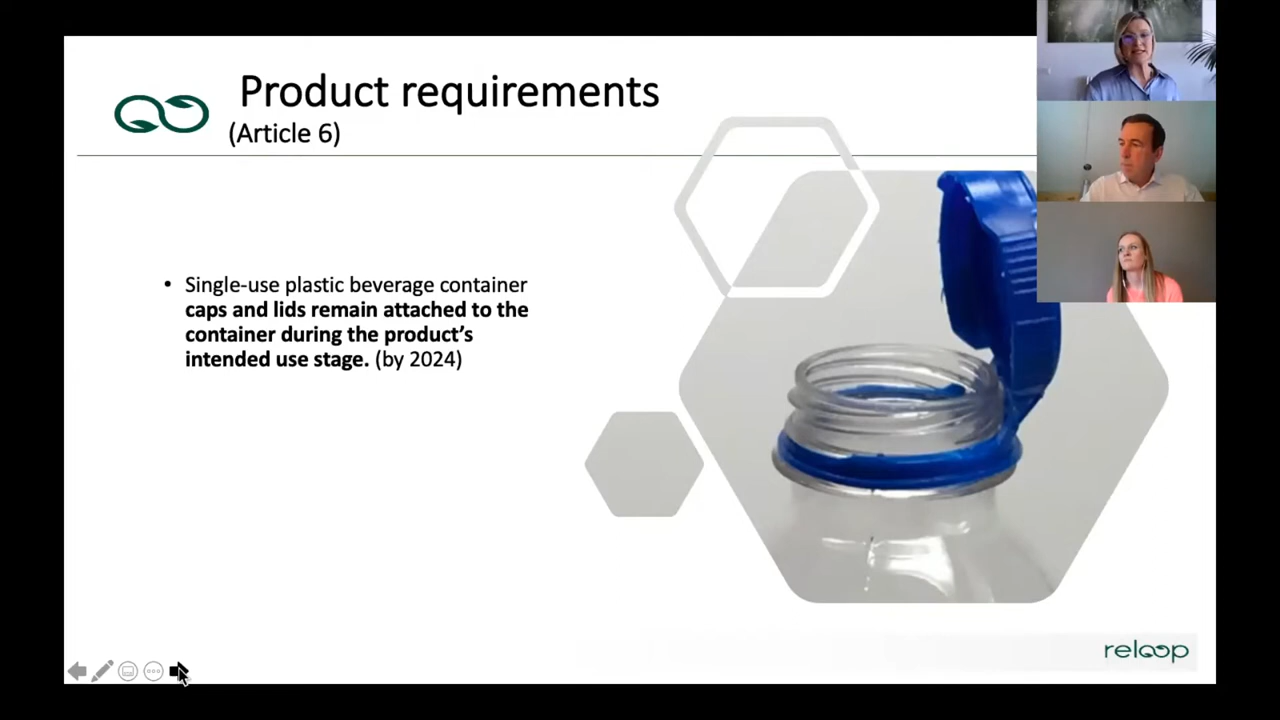 Product requirements
(Article 6)
• Single-use plastic beverage container
caps and lids remain attached to the
container during the product’s
intended use stage. (by 2024)
reloop